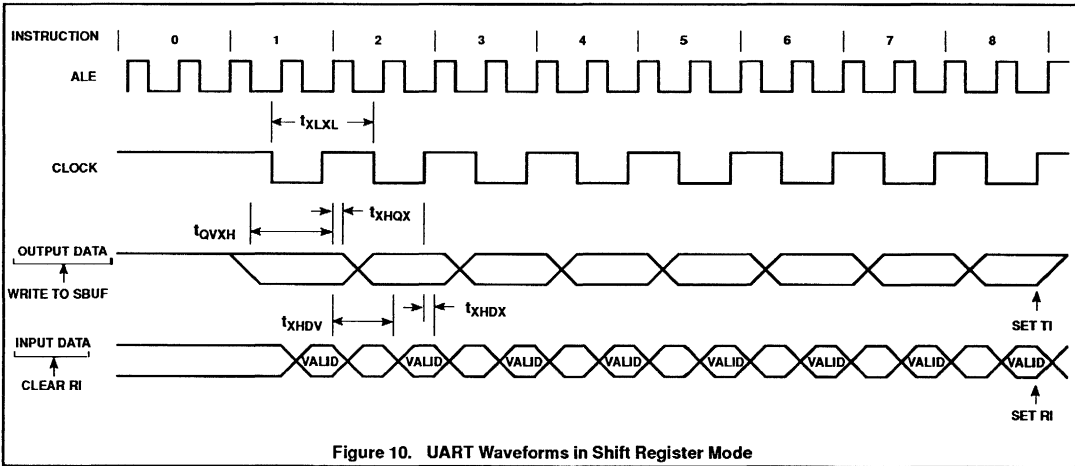 INSTRUCTION 0 1 2 3 4 5 6 7 8
ALE
tXLXL
CLOCK
tXHQX
tQVXH
OUTPUT DATA
WRITE TO SBUF
tXHDX
tXHDV
SET TI
INPUT DATA
VALID VALID VALID VALID VALID VALID VALID VALID
CLEAR RI
SET RI
Figure 10. UART Waveforms in Shift Register Mode